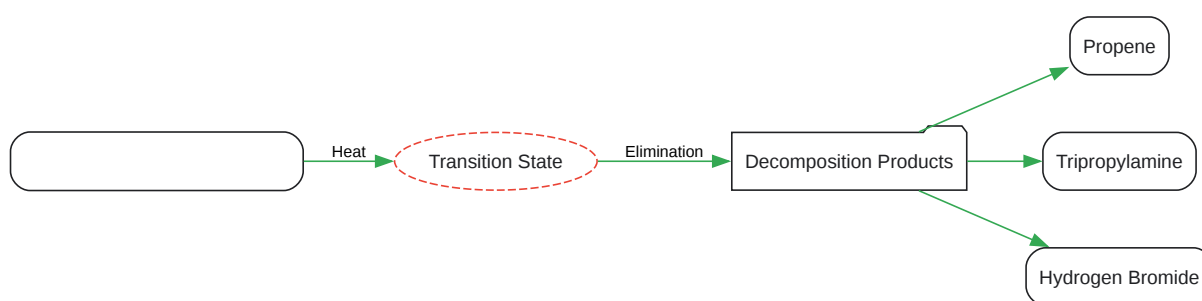 Heat
Transition State
Elimination
Decomposition Products
Propene
Tripropylamine
Hydrogen Bromide